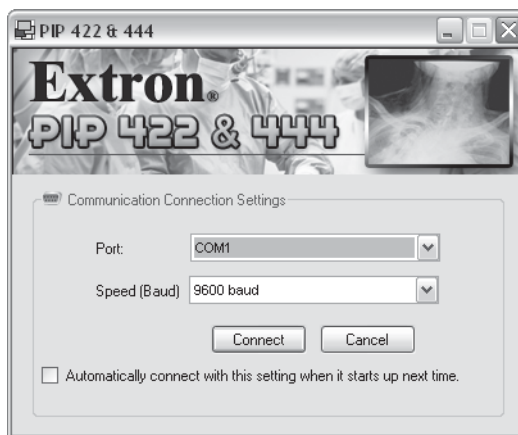 PIP 422 & 444
Extron®
PIP 422 & 444
Communication Connection Settings
Port: COM1
Speed (Baud) 9600 baud
Connect Cancel
Automatically connect with this setting when it starts up next time.